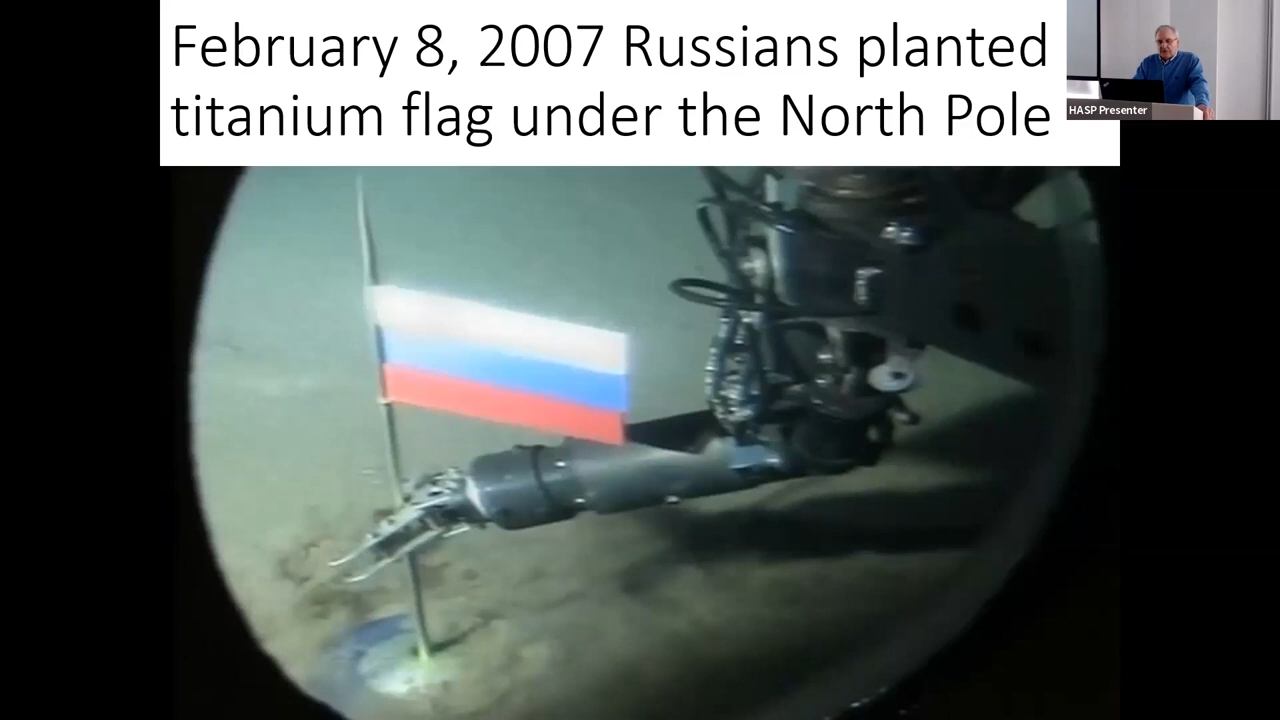 February 8, 2007 Russians planted
titanium flag under the North Pole
HASP Presenter